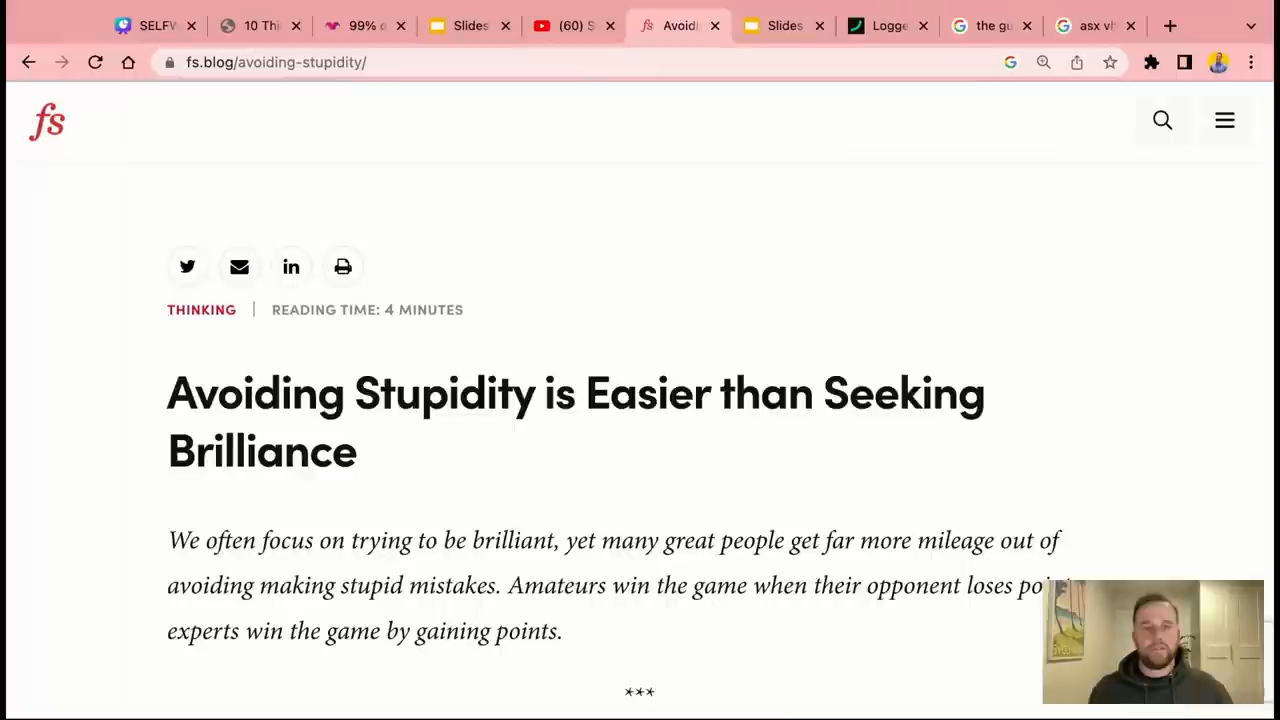 SELFW
10 Thi
99% o
Slides
(60) S
Avoidi
Slides
Logge
the gu
asx vh
fs.blog/avoiding-stupidity/
fs
THINKING | READING TIME: 4 MINUTES
Avoiding Stupidity is Easier than Seeking
Brilliance
We often focus on trying to be brilliant, yet many great people get far more mileage out of
avoiding making stupid mistakes. Amateurs win the game when their opponent loses
experts win the game by gaining points.
***